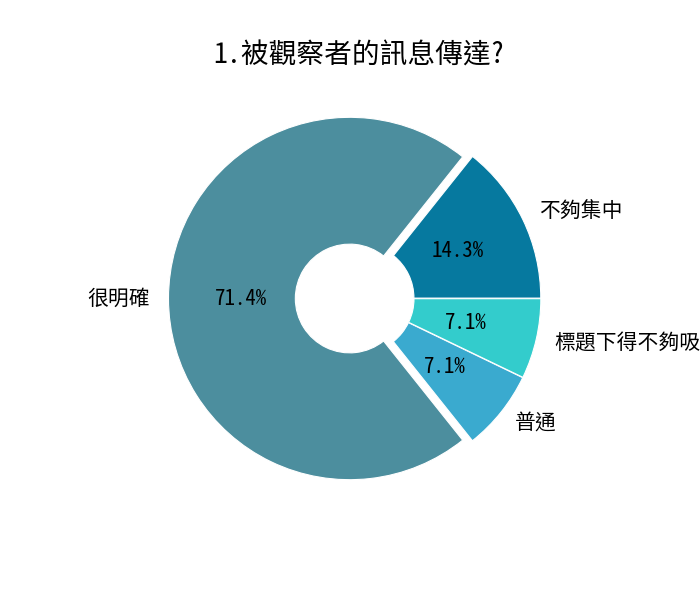 1.被觀察者的訊息傳達?
不夠集中
14.3%
很明確
71.4%
7.1%
標題下得不夠吸
7.1%
普通